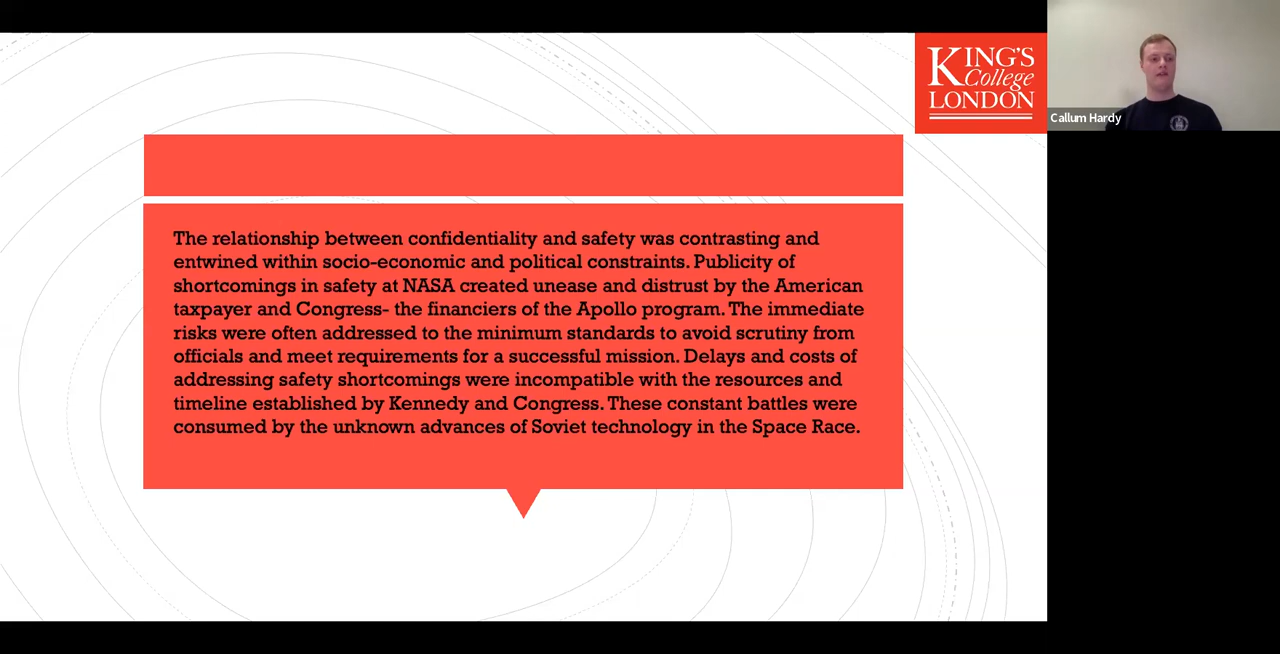 KING'S
College
LONDON
Callum Hardy
The relationship between confidentiality and safety was contrasting and
entwined within socio-economic and political constraints. Publicity of
shortcomings in safety at NASA created unease and distrust by the American
taxpayer and Congress- the financiers of the Apollo program. The immediate
risks were often addressed to the minimum standards to avoid scrutiny from
officials and meet requirements for a successful mission. Delays and costs of
addressing safety shortcomings were incompatible with the resources and
timeline established by Kennedy and Congress. These constant battles were
consumed by the unknown advances of Soviet technology in the Space Race.